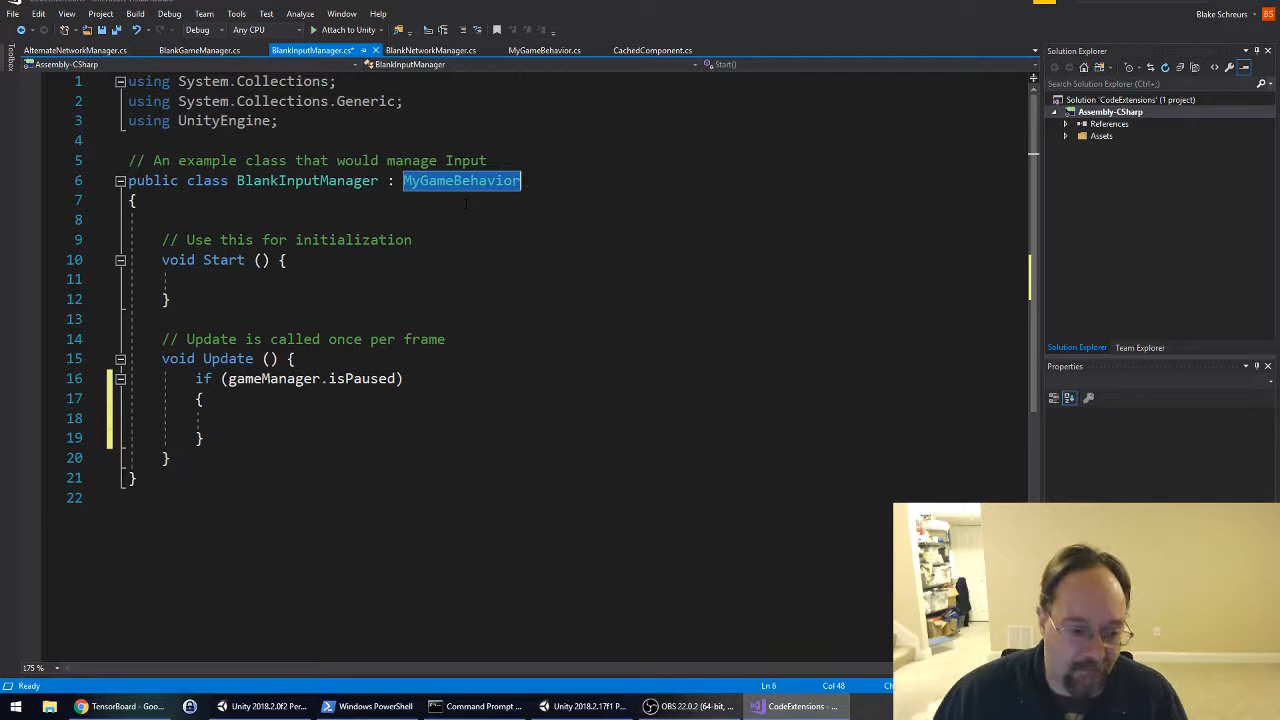 File Edit View Project Build Debug Team Tools Test Analyze Window Help
Blake Schreurs BS
Debug Any CPU Attach to Unity
AlternateNetworkManager.cs BlankGameManager.cs BlankInputManager.cs* BlankNetworkManager.cs MyGameBehavior.cs CachedComponent.cs
Assembly-CSharp BlankInputManager Start()
1 using System.Collections;
2 using System.Collections.Generic;
3 using UnityEngine;
4
5 // An example class that would manage Input
6 public class BlankInputManager : MyGameBehavior
7 {
8
9 // Use this for initialization
10 void Start () {
11
12 }
13
14 // Update is called once per frame
15 void Update () {
16 if (gameManager.isPaused)
17 {
18
19 }
20 }
21 }
22
175 %
Toolbox
Solution Explorer
Search Solution Explorer (Ctrl+;)
Solution 'CodeExtensions' (1 project)
Assembly-CSharp
References
Assets
Solution Explorer Team Explorer
Properties
Ready Ln 6 Col 48
TensorBoard - Goo... Unity 2018.2.0f2 Per... Windows PowerShell Command Prompt ... Unity 2018.2.17f1 P... OBS 22.0.2 (64-bit, ... CodeExtensions - ...